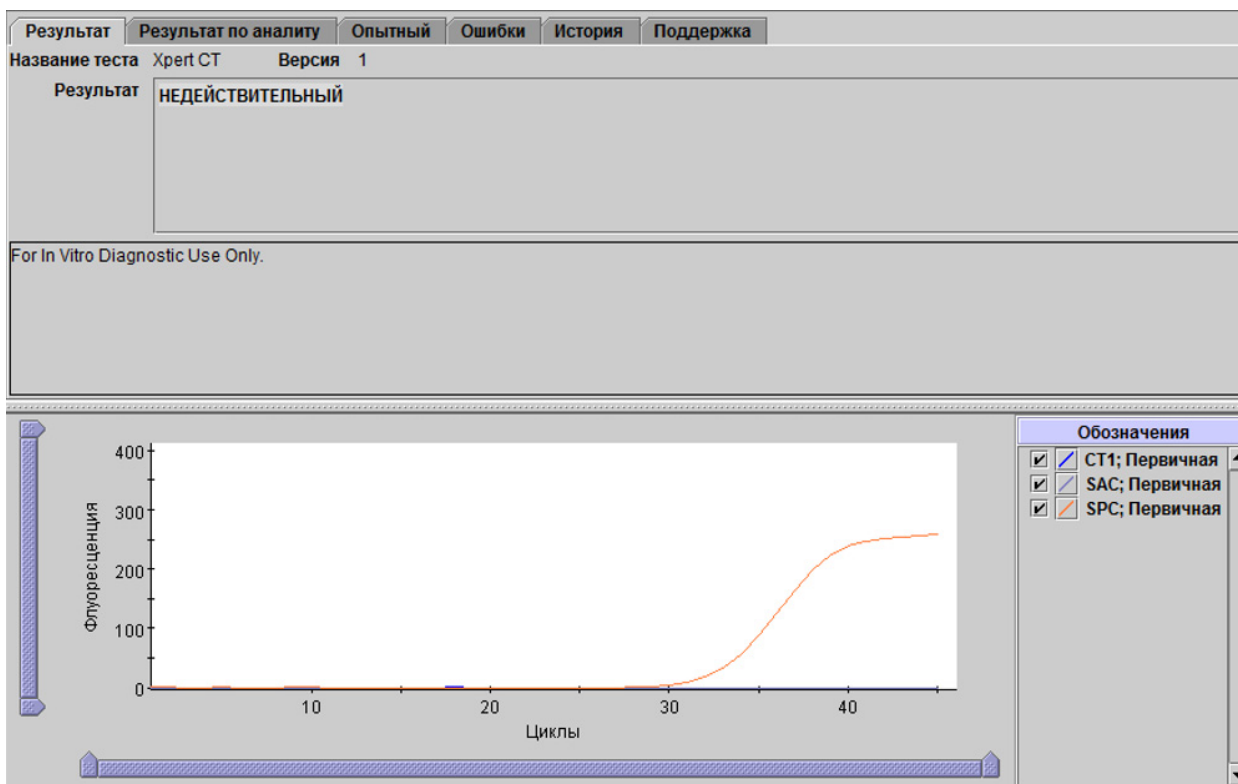 Результат Результат по аналиту Опытный Ошибки История Поддержка
Название теста Xpert CT Версия 1
Результат НЕДЕЙСТВИТЕЛЬНЫЙ
For In Vitro Diagnostic Use Only.
Обозначения
CT1; Первичная
SAC; Первичная
SPC; Первичная
Флуоресценция
400
300
200
100
0
10 20 30 40
Циклы